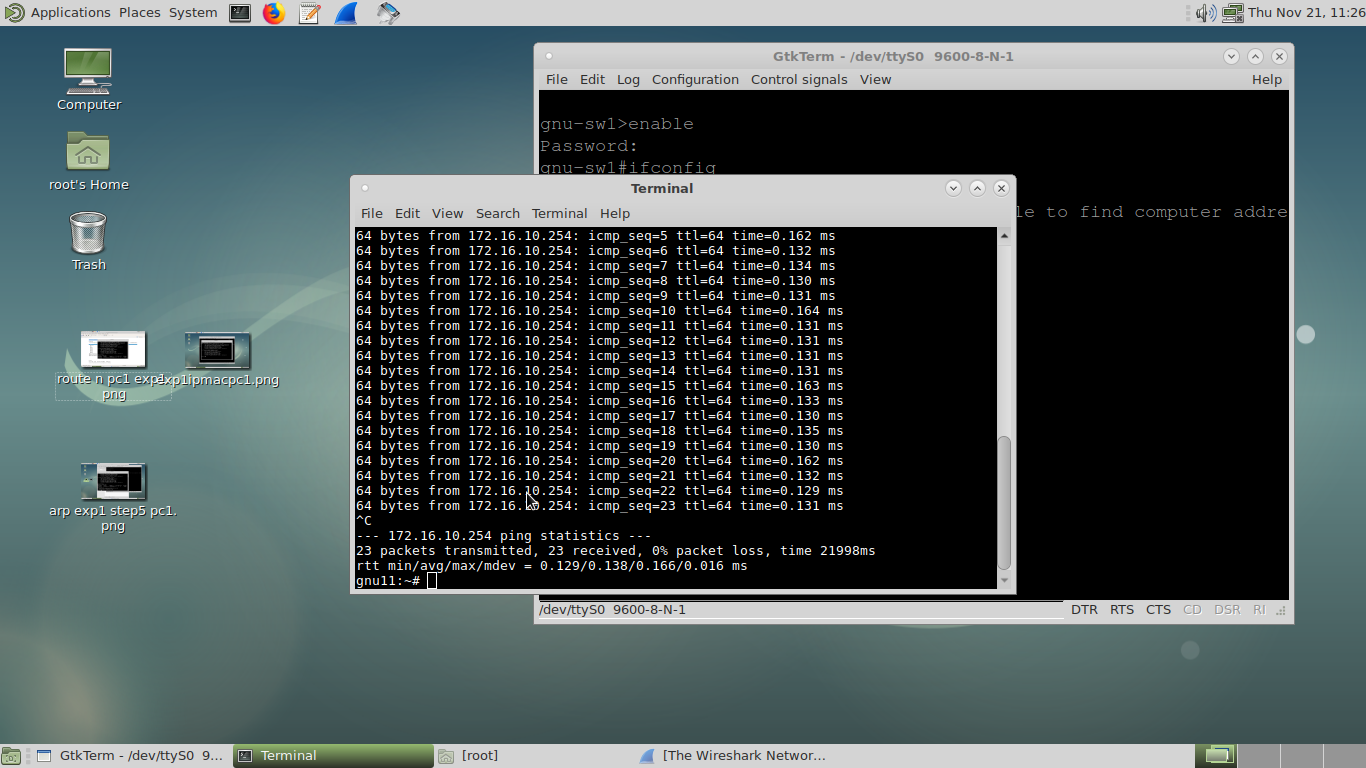 Applications Places System
Thu Nov 21, 11:26
Computer
root's Home
Trash
route n pc1 exp1.
png
exp1ipmacpc1.png
arp exp1 step5 pc1.
png
GtkTerm - /dev/ttyS0 9600-8-N-1
File Edit Log Configuration Control signals View Help
gnu-sw1>enable
Password:
gnu-sw1#ifconfig
le to find computer addre
Terminal
File Edit View Search Terminal Help
64 bytes from 172.16.10.254: icmp_seq=5 ttl=64 time=0.162 ms
64 bytes from 172.16.10.254: icmp_seq=6 ttl=64 time=0.132 ms
64 bytes from 172.16.10.254: icmp_seq=7 ttl=64 time=0.134 ms
64 bytes from 172.16.10.254: icmp_seq=8 ttl=64 time=0.130 ms
64 bytes from 172.16.10.254: icmp_seq=9 ttl=64 time=0.131 ms
64 bytes from 172.16.10.254: icmp_seq=10 ttl=64 time=0.164 ms
64 bytes from 172.16.10.254: icmp_seq=11 ttl=64 time=0.131 ms
64 bytes from 172.16.10.254: icmp_seq=12 ttl=64 time=0.131 ms
64 bytes from 172.16.10.254: icmp_seq=13 ttl=64 time=0.131 ms
64 bytes from 172.16.10.254: icmp_seq=14 ttl=64 time=0.131 ms
64 bytes from 172.16.10.254: icmp_seq=15 ttl=64 time=0.163 ms
64 bytes from 172.16.10.254: icmp_seq=16 ttl=64 time=0.133 ms
64 bytes from 172.16.10.254: icmp_seq=17 ttl=64 time=0.130 ms
64 bytes from 172.16.10.254: icmp_seq=18 ttl=64 time=0.135 ms
64 bytes from 172.16.10.254: icmp_seq=19 ttl=64 time=0.130 ms
64 bytes from 172.16.10.254: icmp_seq=20 ttl=64 time=0.162 ms
64 bytes from 172.16.10.254: icmp_seq=21 ttl=64 time=0.132 ms
64 bytes from 172.16.10.254: icmp_seq=22 ttl=64 time=0.129 ms
64 bytes from 172.16.10.254: icmp_seq=23 ttl=64 time=0.131 ms
^C
--- 172.16.10.254 ping statistics ---
23 packets transmitted, 23 received, 0% packet loss, time 21998ms
rtt min/avg/max/mdev = 0.129/0.138/0.166/0.016 ms
gnu11:~#
/dev/ttyS0 9600-8-N-1
DTR RTS CTS CD DSR RI
GtkTerm - /dev/ttyS0 9...
Terminal
[root]
[The Wireshark Networ...